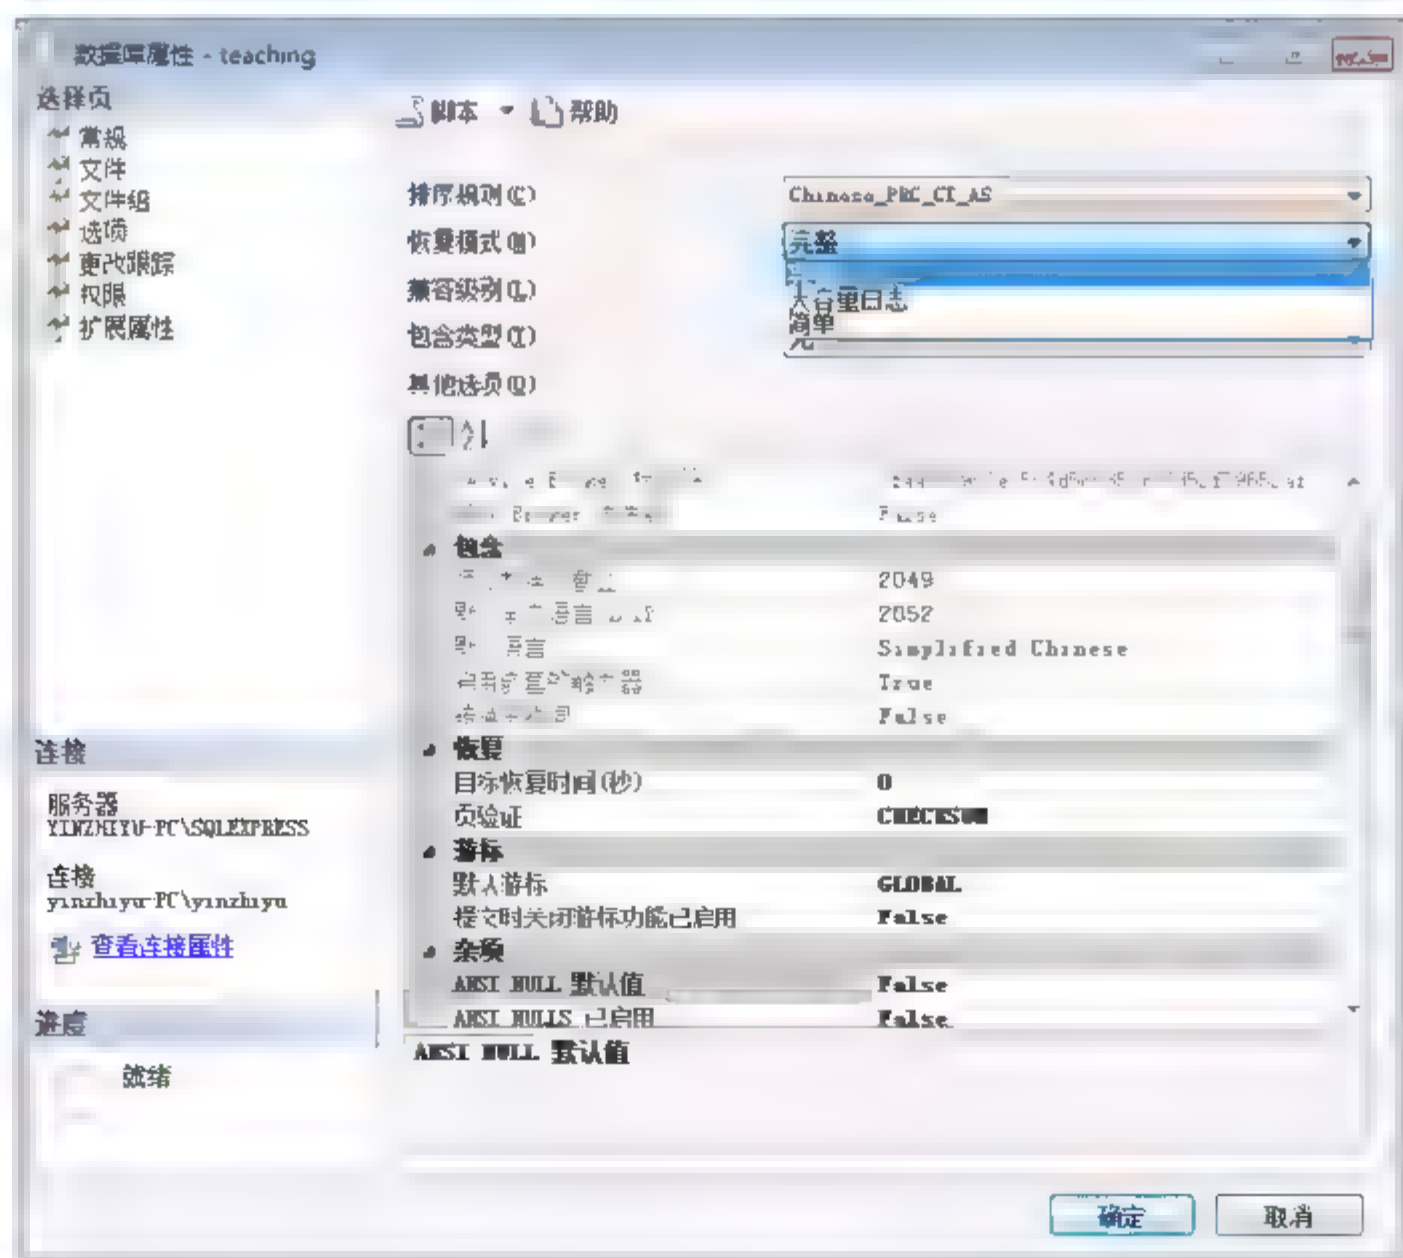 数据库属性 - teaching
选择页
常规
文件
文件组
选项
更改跟踪
权限
扩展属性
脚本 帮助
排序规则(C) Chinese_PRC_CI_AS
恢复模式(M) 完整
兼容级别(L)
大容量日志
简单
包含类型(T)
其他选项(O)
False
包含
2049
2052
Simplified Chinese
True
False
恢复
目标恢复时间(秒) 0
页验证 CHECKSUM
游标
默认游标 GLOBAL
提交时关闭游标功能已启用 False
杂项
ANSI NULL 默认值 False
ANSI NULLS 已启用 False
ANSI NULL 默认值
连接
服务器
YINZHIYU-PC\SQLEXPRESS
连接
yinzhiyu-PC\yinzhiyu
查看连接属性
进度
就绪
确定 取消